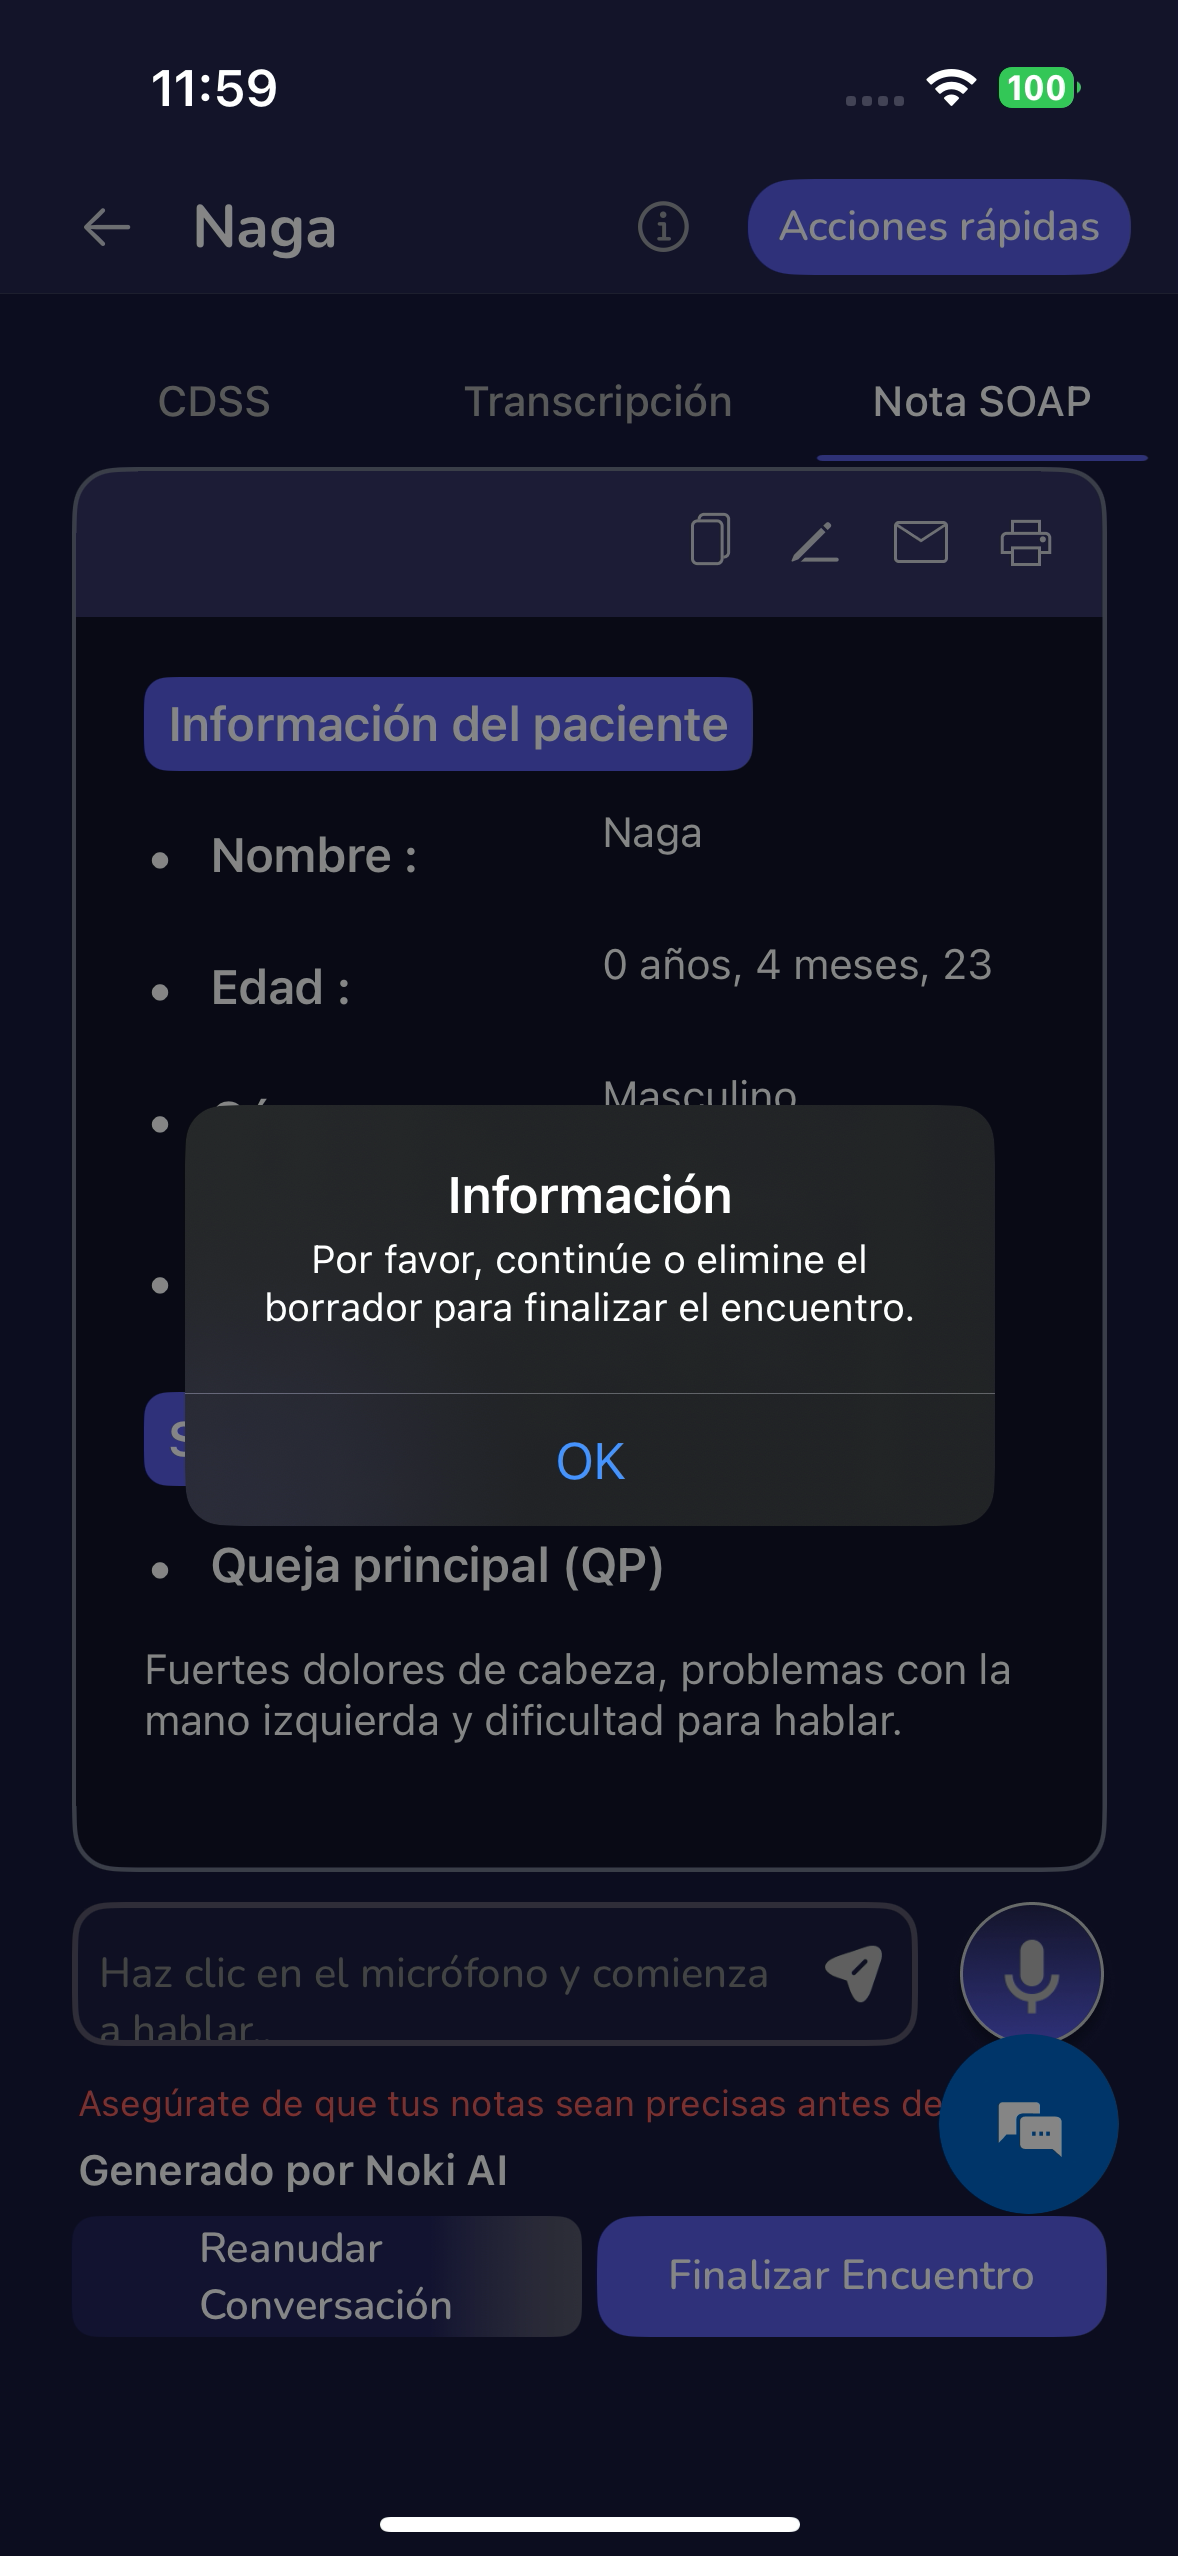 11:59
100
Naga
Acciones rápidas
CDSS
Transcripción
Nota SOAP
Información del paciente
Nombre :
Naga
Edad :
0 años, 4 meses, 23
Masculino
Información
Por favor, continúe o elimine el
borrador para finalizar el encuentro.
OK
S
Queja principal (QP)
Fuertes dolores de cabeza, problemas con la
mano izquierda y dificultad para hablar.
Haz clic en el micrófono y comienza
a hablar..
Asegúrate de que tus notas sean precisas antes de
Generado por Noki AI
Reanudar
Conversación
Finalizar Encuentro